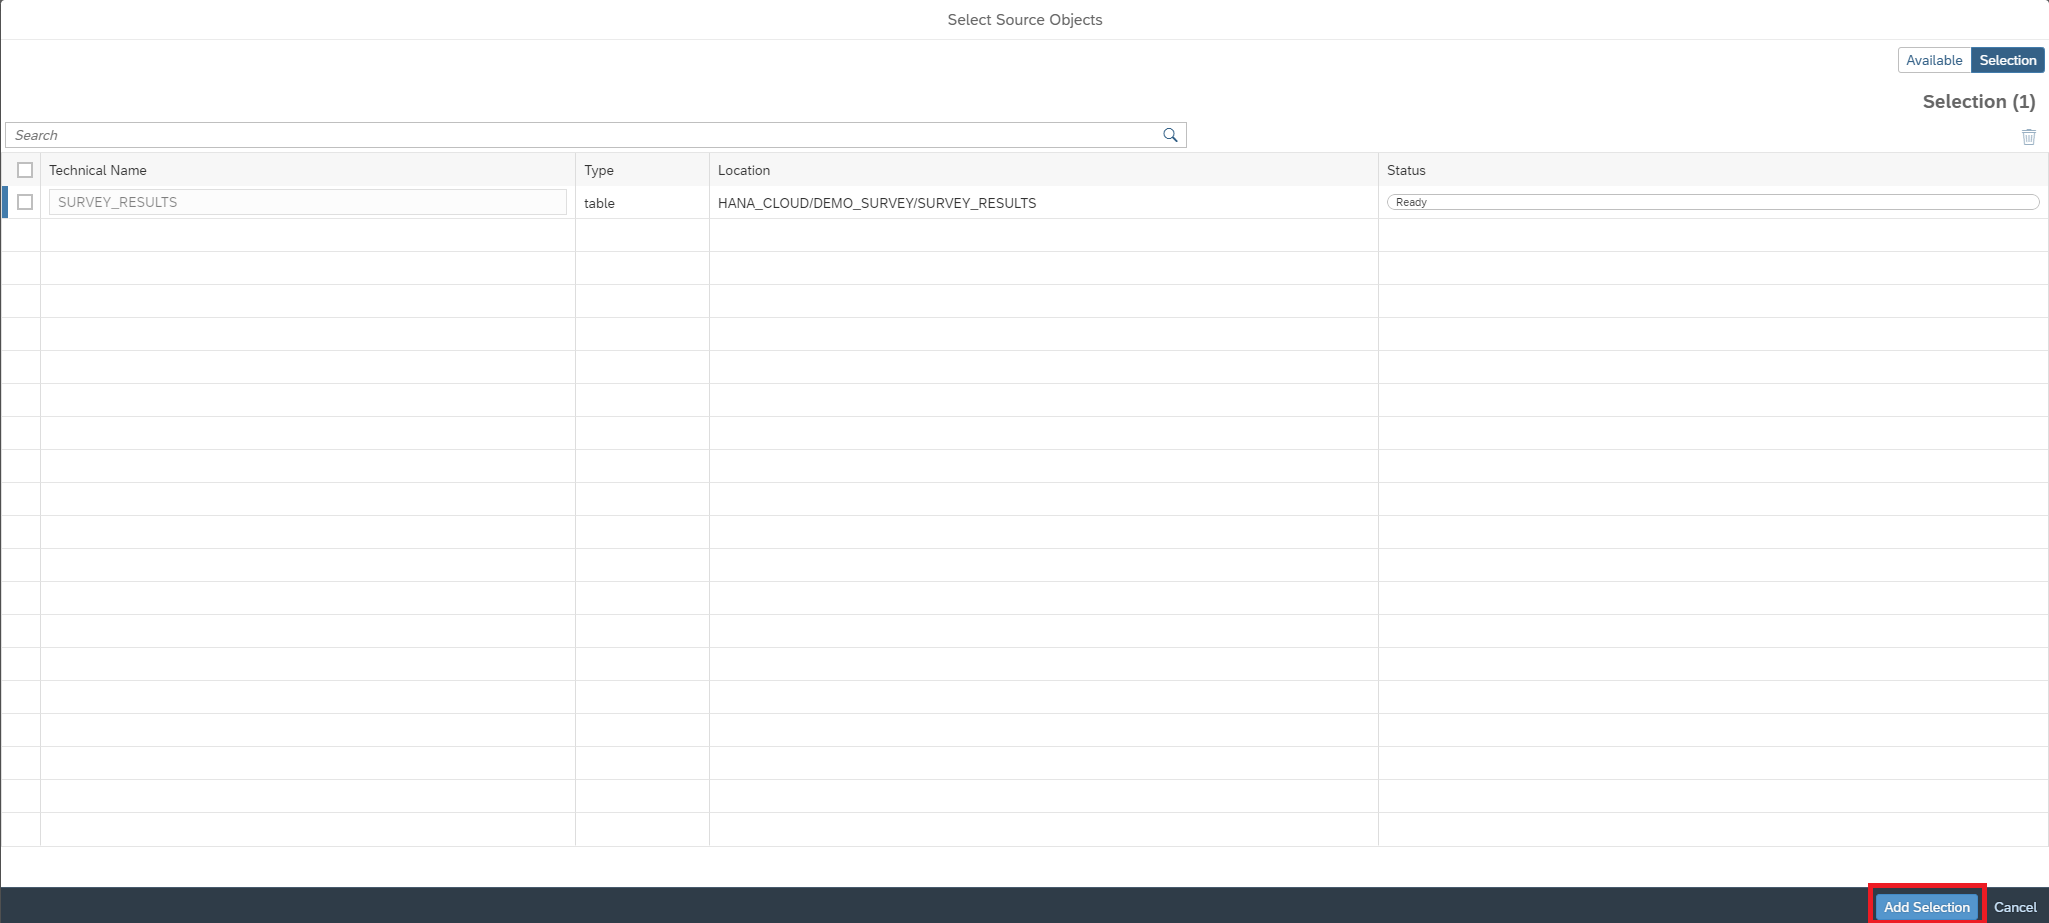 Select Source Objects
Available Selection
Selection (1)
Search
Technical Name Type Location Status
SURVEY_RESULTS table HANA_CLOUD/DEMO_SURVEY/SURVEY_RESULTS Ready
Add Selection Cancel